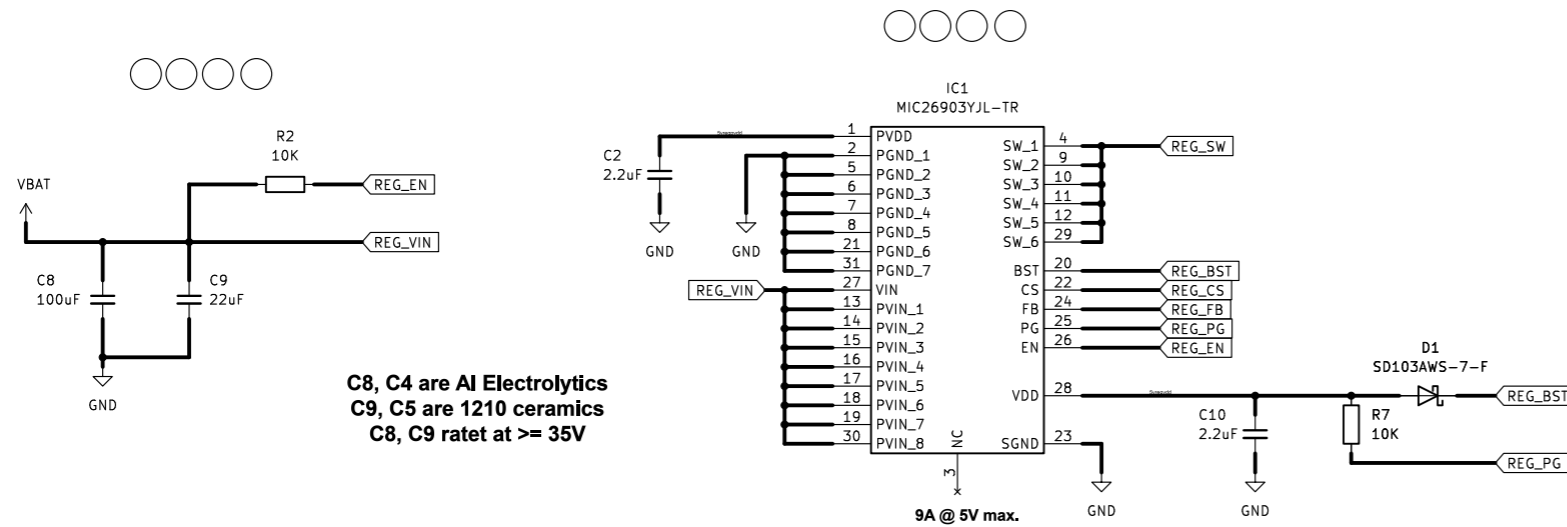 IC1
MIC26903YJL-TR
R2
10K
VBAT
REG_EN
REG_VIN
C8
100uF
C9
22uF
GND
C8, C4 are Al Electrolytics
C9, C5 are 1210 ceramics
C8, C9 ratet at >= 35V
C2
2.2uF
GND
GND
REG_VIN
1 PVDD
2 PGND_1
5 PGND_2
6 PGND_3
7 PGND_4
8 PGND_5
21 PGND_6
31 PGND_7
27 VIN
13 PVIN_1
14 PVIN_2
15 PVIN_3
16 PVIN_4
17 PVIN_5
18 PVIN_6
19 PVIN_7
30 PVIN_8
NC 3
SW_1 4 REG_SW
SW_2 9
SW_3 10
SW_4 11
SW_5 12
SW_6 29
BST 20 REG_BST
CS 22 REG_CS
FB 24 REG_FB
PG 25 REG_PG
EN 26 REG_EN
VDD 28
SGND 23
9A @ 5V max.
GND
C10
2.2uF
GND
D1
SD103AWS-7-F
REG_BST
R7
10K
REG_PG